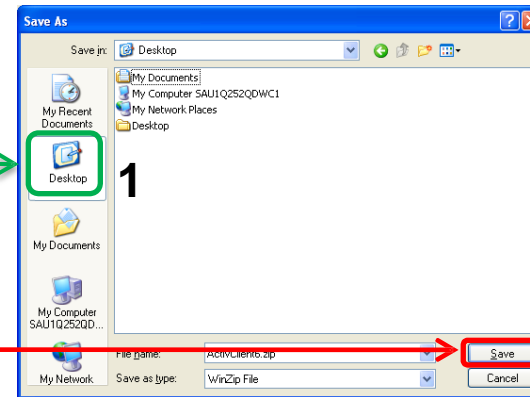 Save As
Save in:
Desktop
My Recent
Documents
Desktop
My Documents
My Computer
SAU1Q252QD...
My Network
My Documents
My Computer SAU1Q252QDWC1
My Network Places
Desktop
1
File name:
ActivClient6.zip
Save
Save as type:
WinZip File
Cancel